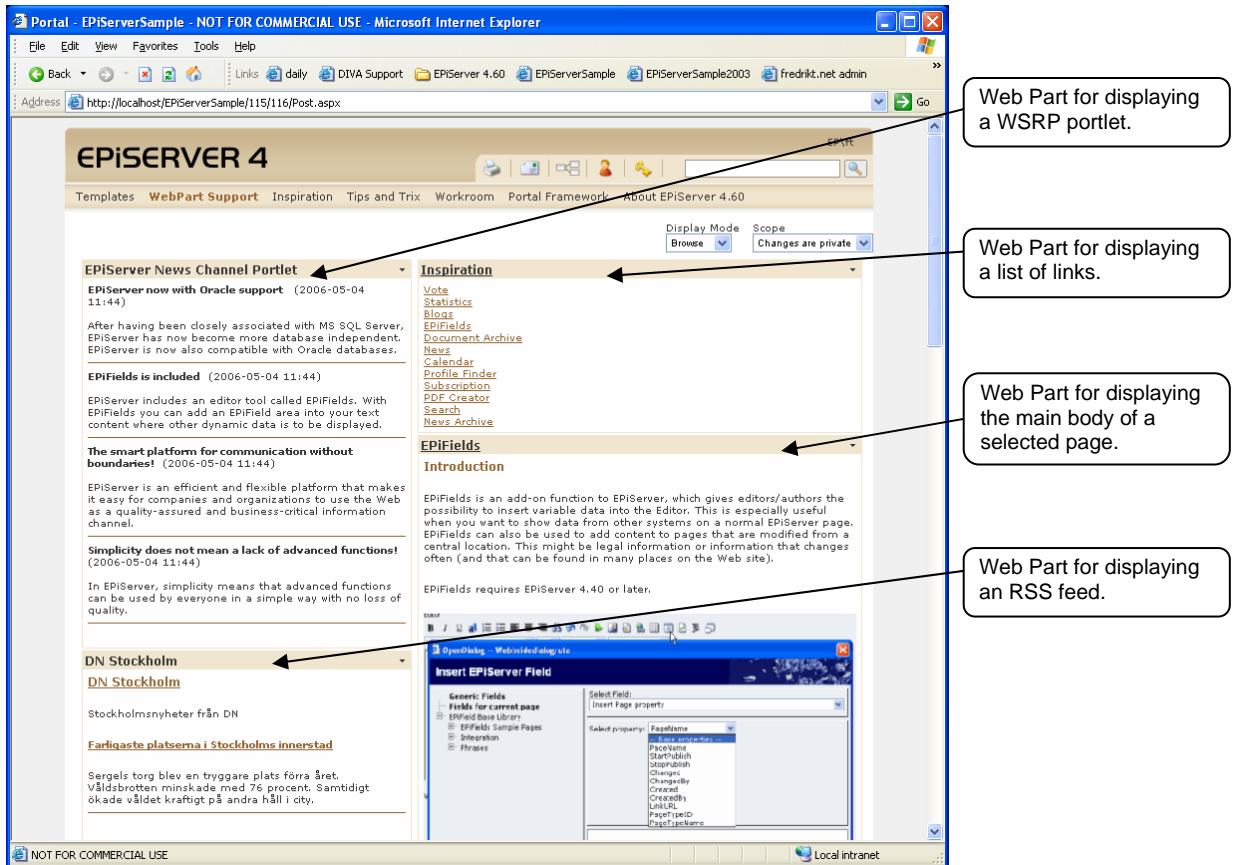 Portal - EPiServerSample - NOT FOR COMMERCIAL USE - Microsoft Internet Explorer
File Edit View Favorites Tools Help
Back Links daily DIVA Support EPiServer 4.60 EPiServerSample EPiServerSample2003 fredrikt.net admin »
Address http://localhost/EPiServerSample/115/116/Post.aspx Go
EP\ft
EPiSERVER 4
Templates WebPart Support Inspiration Tips and Trix Workroom Portal Framework About EPiServer 4.60
Display Mode Scope
Browse Changes are private
EPiServer News Channel Portlet
EPiServer now with Oracle support (2006-05-04
11:44)
After having been closely associated with MS SQL Server,
EPiServer has now become more database independent.
EPiServer is now also compatible with Oracle databases.
EPiFields is included (2006-05-04 11:44)
EPiServer includes an editor tool called EPiFields. With
EPiFields you can add an EPiField area into your text
content where other dynamic data is to be displayed.
The smart platform for communication without
boundaries! (2006-05-04 11:44)
EPiServer is an efficient and flexible platform that makes
it easy for companies and organizations to use the Web
as a quality-assured and business-critical information
channel.
Simplicity does not mean a lack of advanced functions!
(2006-05-04 11:44)
In EPiServer, simplicity means that advanced functions
can be used by everyone in a simple way with no loss of
quality.
DN Stockholm
DN Stockholm
Stockholmsnyheter från DN
Farligaste platserna i Stockholms innerstad
Sergels torg blev en tryggare plats förra året.
Våldsbrotten minskade med 76 procent. Samtidigt
ökade våldet kraftigt på andra håll i city.
Inspiration
Vote
Statistics
Blogs
EPiFields
Document Archive
News
Calendar
Profile Finder
Subscription
PDF Creator
Search
News Archive
EPiFields
Introduction
EPiFields is an add-on function to EPiServer, which gives editors/authors the
possibility to insert variable data into the Editor. This is especially useful
when you want to show data from other systems on a normal EPiServer page.
EPiFields can also be used to add content to pages that are modified from a
central location. This might be legal information or information that changes
often (and that can be found in many places on the Web site).
EPiFields requires EPiServer 4.40 or later.
B I U
OpenDialog -- Webbsidedialogruta
Insert EPiServer Field
Generic Fields
Fields for current page
EPiField Base Library
EPiFields Sample Pages
Integration
Phrases
Select Field:
Insert Page property
Select property: PageName
-- Base properties --
PageName
StartPublish
StopPublish
Changed
ChangedBy
Created
CreatedBy
LinkURL
PageTypeID
PageTypeName
NOT FOR COMMERCIAL USE Local intranet
Web Part for displaying
a WSRP portlet.
Web Part for displaying
a list of links.
Web Part for displaying
the main body of a
selected page.
Web Part for displaying
an RSS feed.